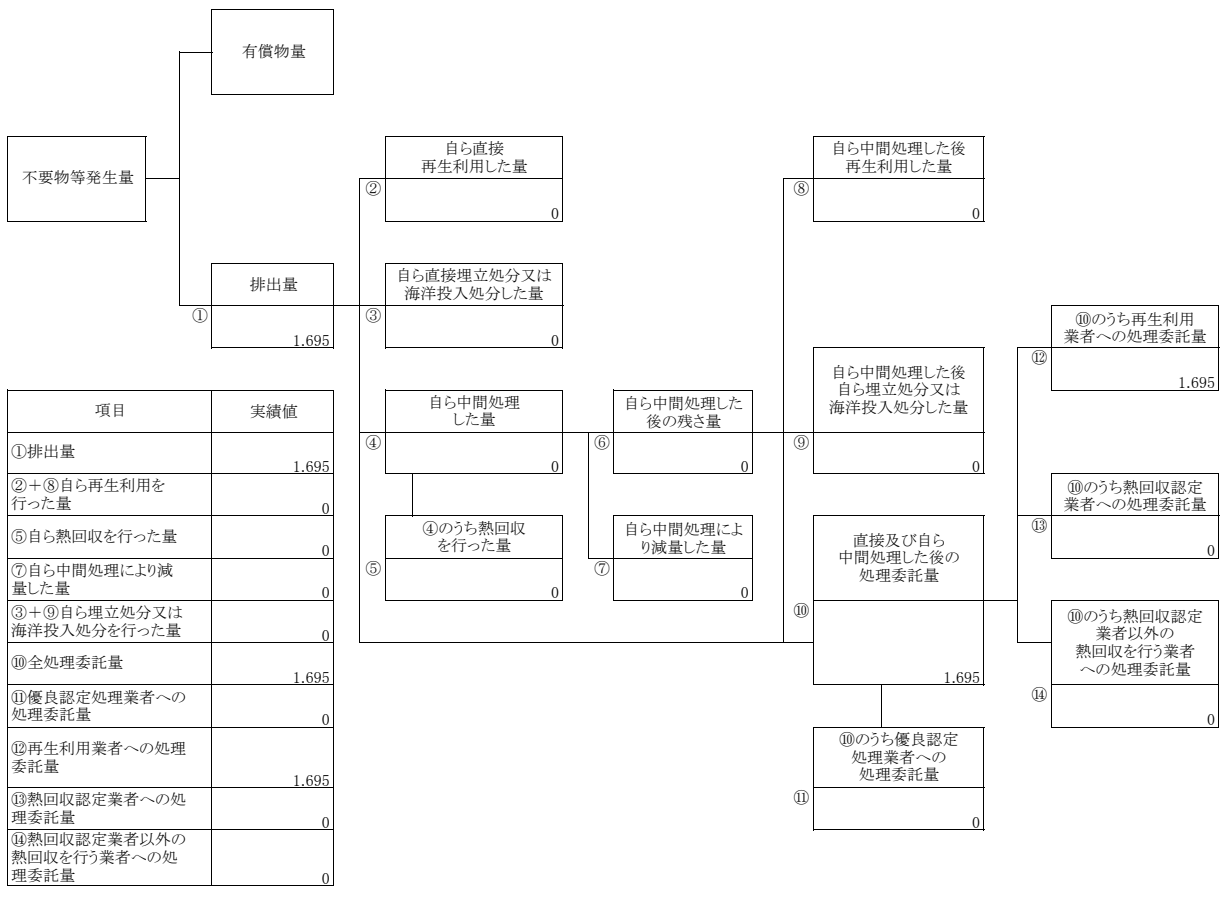 有償物量
不要物等発生量
排出量
①
1.695
自ら直接
再生利用した量
②
0
自ら直接埋立処分又は
海洋投入処分した量
③
0
自ら中間処理
した量
④
0
④のうち熱回収
を行った量
⑤
0
自ら中間処理した
後の残さ量
⑥
0
自ら中間処理によ
り減量した量
⑦
0
自ら中間処理した後
再生利用した量
⑧
0
自ら中間処理した後
自ら埋立処分又は
海洋投入処分した量
⑨
0
直接及び自ら
中間処理した後の
処理委託量
⑩
1.695
⑩のうち優良認定
処理業者への
処理委託量
⑪
0
⑩のうち再生利用
業者への処理委託量
⑫
1.695
⑩のうち熱回収認定
業者への処理委託量
⑬
0
⑩のうち熱回収認定
業者以外の
熱回収を行う業者
への処理委託量
⑭
0
項目 実績値
①排出量
1.695
②＋⑧自ら再生利用を
行った量
0
⑤自ら熱回収を行った量
0
⑦自ら中間処理により減
量した量
0
③＋⑨自ら埋立処分又は
海洋投入処分を行った量
0
⑩全処理委託量
1.695
⑪優良認定処理業者への
処理委託量
0
⑫再生利用業者への処理
委託量
1.695
⑬熱回収認定業者への処
理委託量
0
⑭熱回収認定業者以外の
熱回収を行う業者への処
理委託量
0